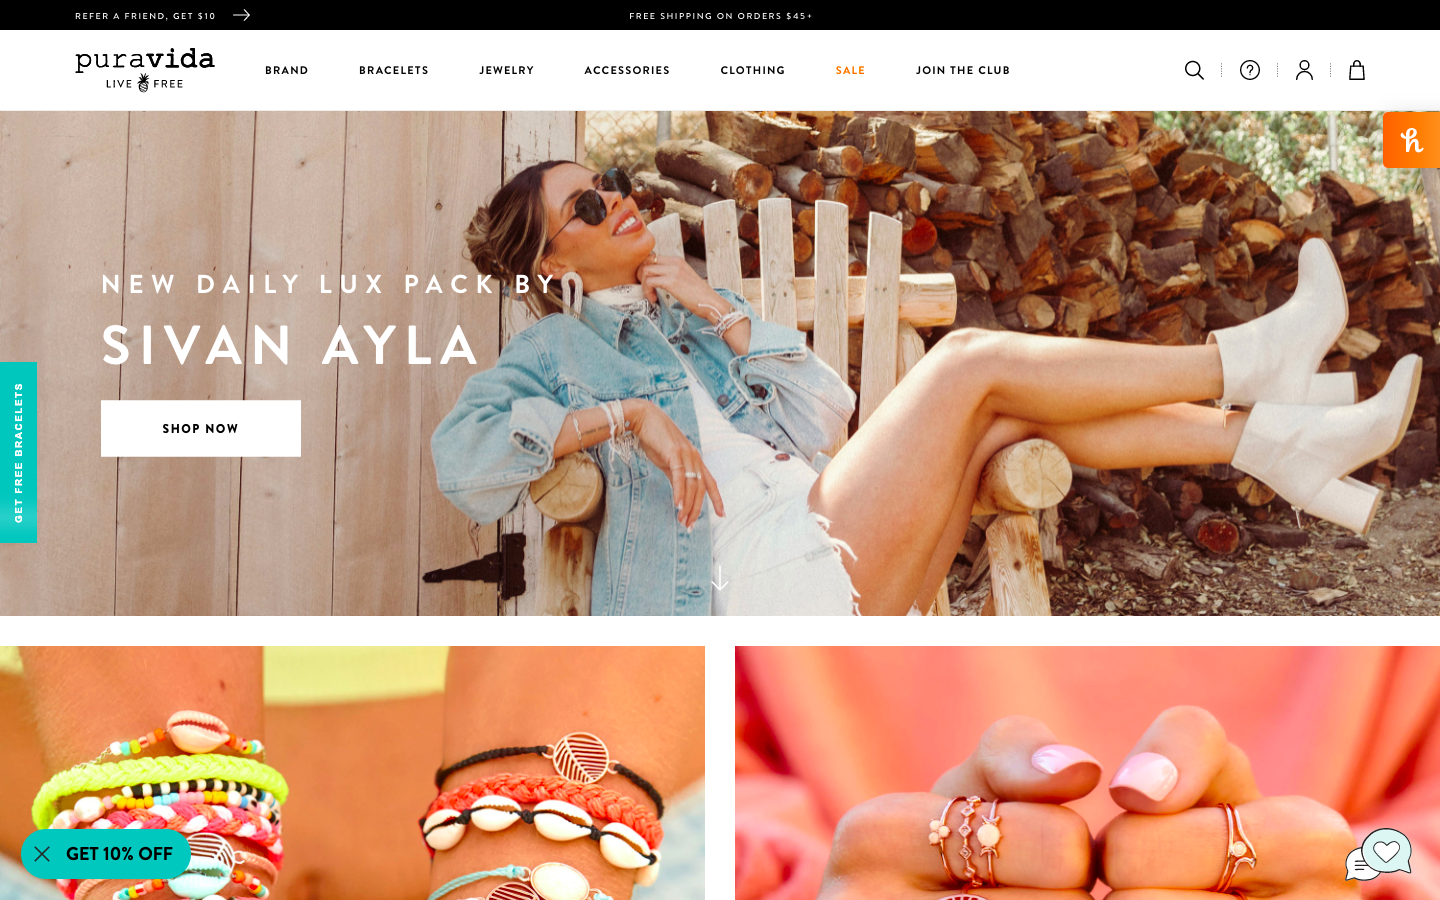 REFER A FRIEND, GET $10
FREE SHIPPING ON ORDERS $45+
puravida
LIVE FREE
BRAND
BRACELETS
JEWELRY
ACCESSORIES
CLOTHING
SALE
JOIN THE CLUB
NEW DAILY LUX PACK BY
SIVAN AYLA
SHOP NOW
GET FREE BRACELETS
GET 10% OFF